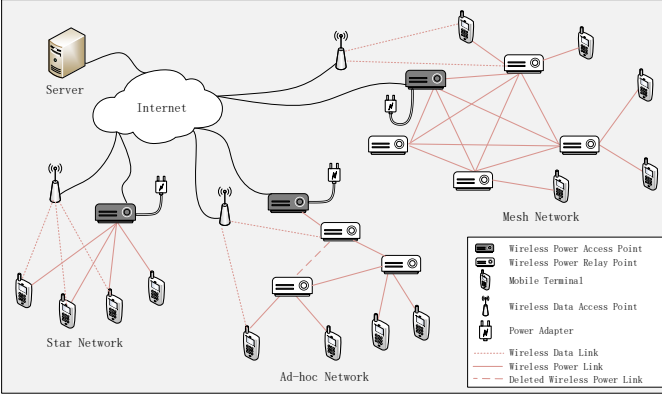 Server
Internet
Mesh Network
Star Network
Ad-hoc Network
Wireless Power Access Point
Wireless Power Relay Point
Mobile Terminal
Wireless Data Access Point
Power Adapter
Wireless Data Link
Wireless Power Link
Deleted Wireless Power Link